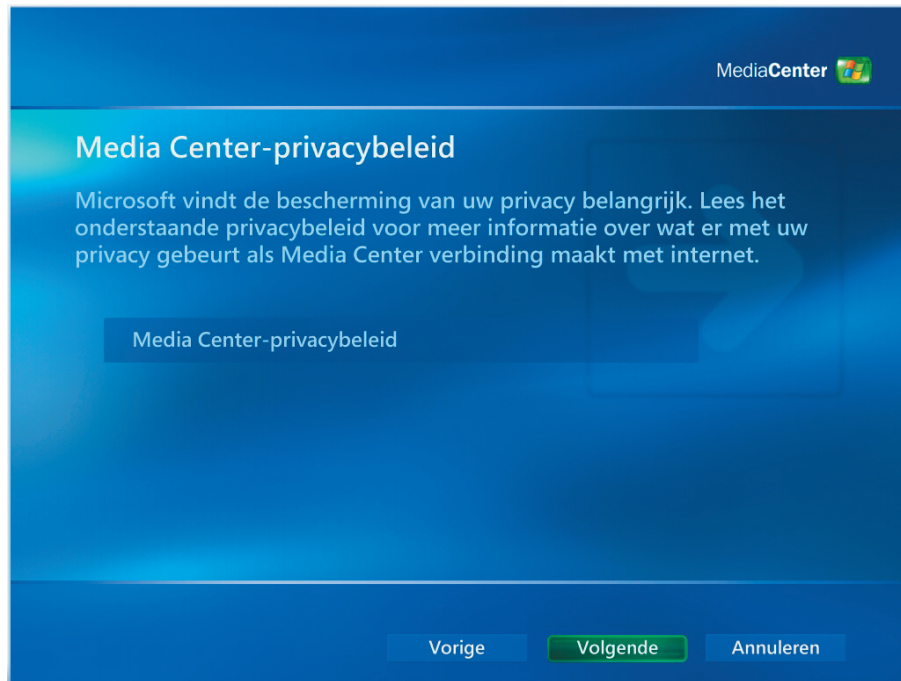 MediaCenter
Media Center-privacybeleid
Microsoft vindt de bescherming van uw privacy belangrijk. Lees het
onderstaande privacybeleid voor meer informatie over wat er met uw
privacy gebeurt als Media Center verbinding maakt met internet.
Media Center-privacybeleid
Vorige
Volgende
Annuleren